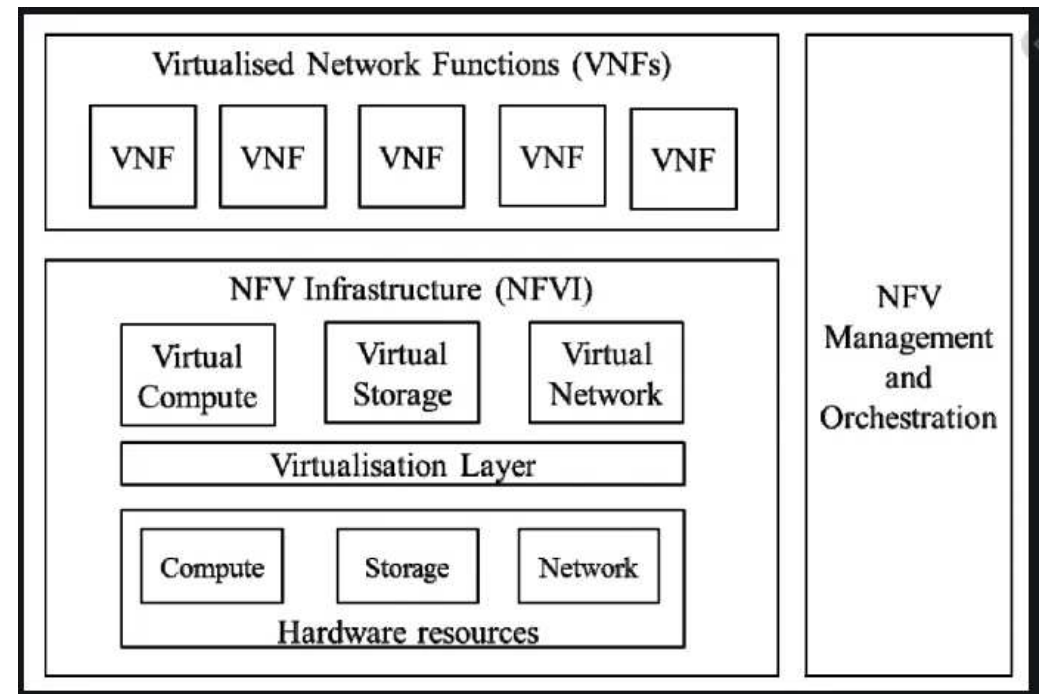 Virtualised Network Functions (VNFs)
VNF VNF VNF VNF VNF
NFV Infrastructure (NFVI)
Virtual
Compute
Virtual
Storage
Virtual
Network
Virtualisation Layer
Compute Storage Network
Hardware resources
NFV
Management
and
Orchestration